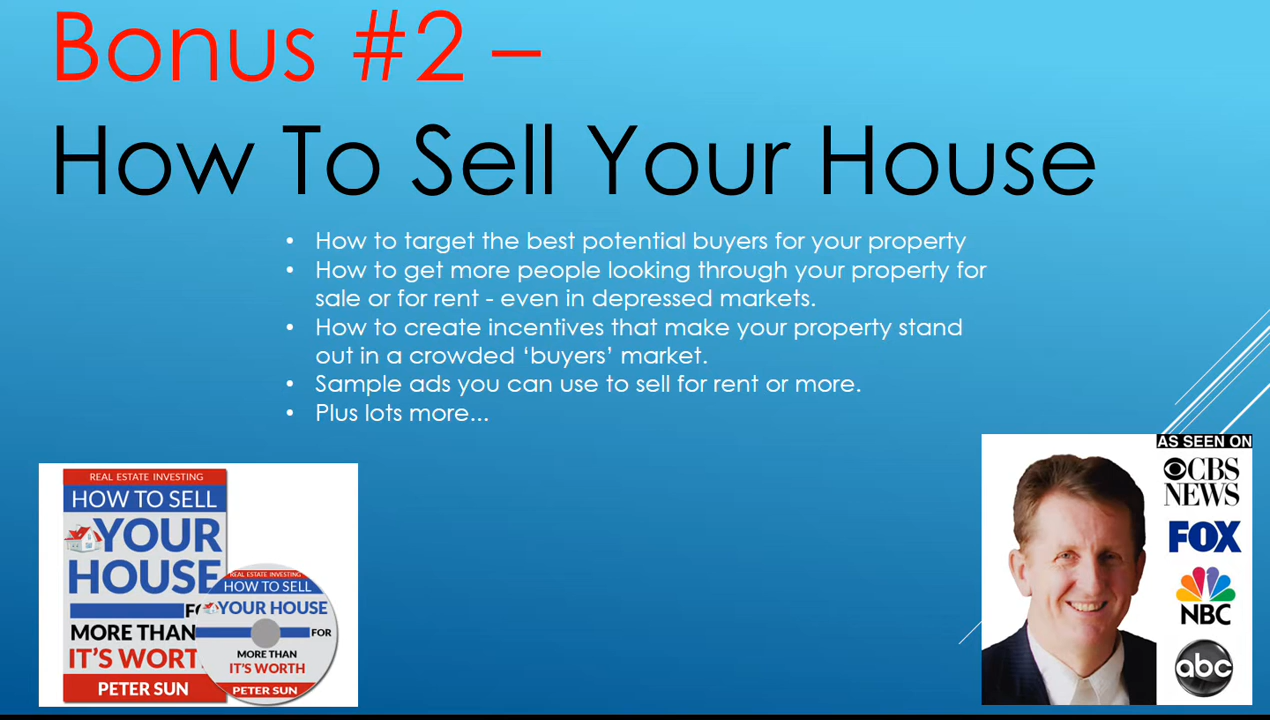 Bonus #2 –
How To Sell Your House
• How to target the best potential buyers for your property
• How to get more people looking through your property for
sale or for rent - even in depressed markets.
• How to create incentives that make your property stand
out in a crowded ‘buyers’ market.
• Sample ads you can use to sell for rent or more.
• Plus lots more...
REAL ESTATE INVESTING
HOW TO SELL
YOUR
HOUSE
MORE THAN
IT'S WORT
PETER SUN
REAL ESTATE INVESTING
HOW TO SELL
YOUR HOUSE
FOR
MORE THAN
IT'S WORTH
PETER SUN
AS SEEN ON
CBS
NEWS
FOX
NBC
abc